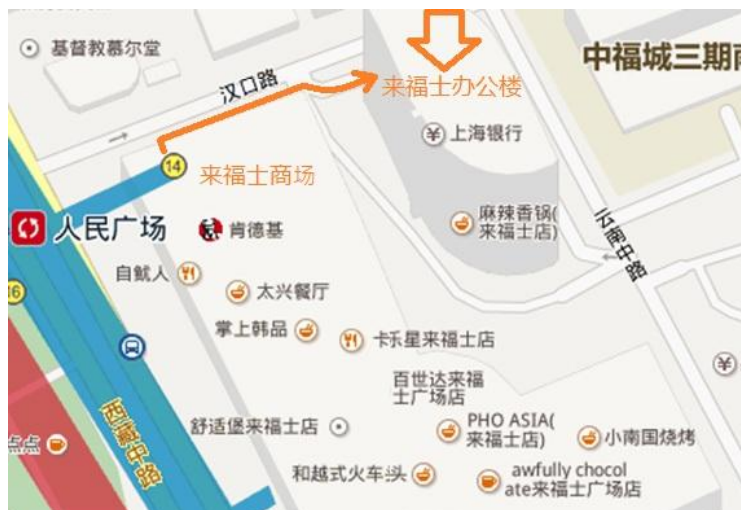 基督教慕尔堂
汉口路
来福士办公楼
中福城三期
上海银行
14
来福士商场
人民广场
肯德基
麻辣香锅(
来福士店)
云南中路
自鱿人
太兴餐厅
16
掌上韩品
卡乐星来福士店
百世达来福
士广场店
西藏中路
舒适堡来福士店
PHO ASIA(
来福士店)
小南国烧烤
点点
和越式火车头
awfully chocol
ate来福士广场店